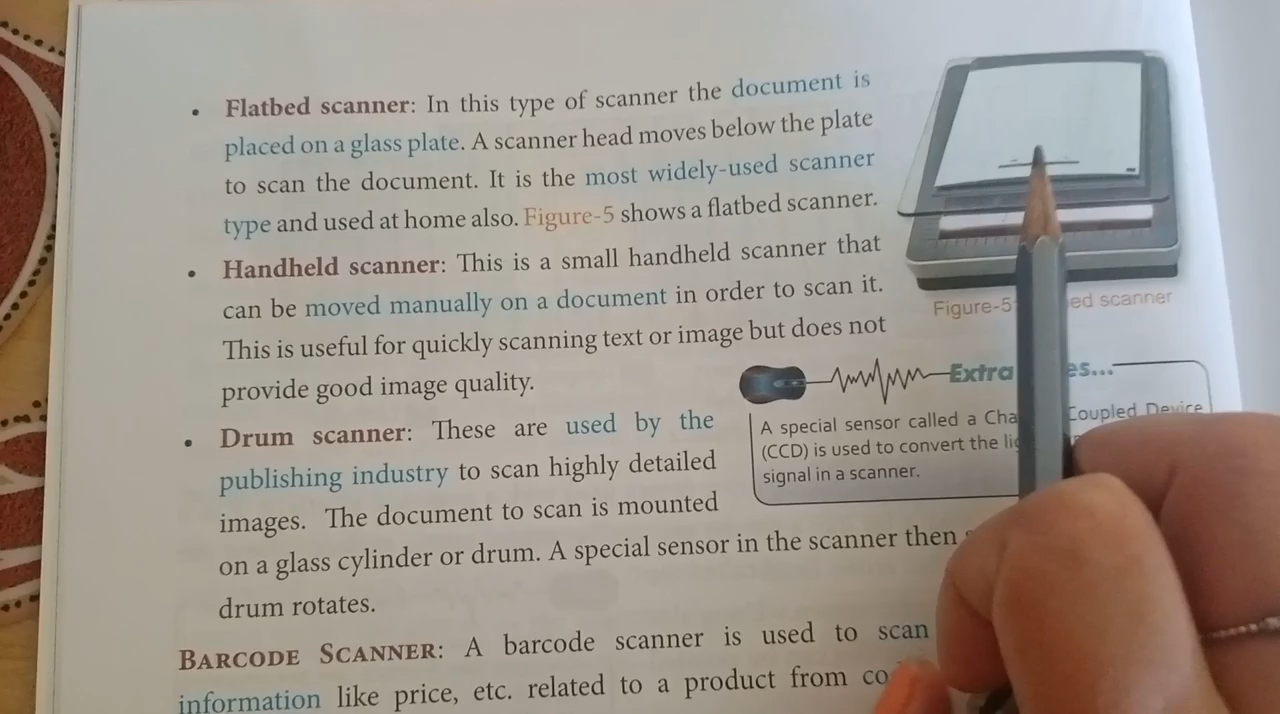 • Flatbed scanner: In this type of scanner the document is
placed on a glass plate. A scanner head moves below the plate
to scan the document. It is the most widely-used scanner
type and used at home also. Figure-5 shows a flatbed scanner.
• Handheld scanner: This is a small handheld scanner that
can be moved manually on a document in order to scan it.
This is useful for quickly scanning text or image but does not
provide good image quality.
• Drum scanner: These are used by the
publishing industry to scan highly detailed
images. The document to scan is mounted
on a glass cylinder or drum. A special sensor in the scanner then
drum rotates.
BARCODE SCANNER: A barcode scanner is used to scan
information like price, etc. related to a product from
Figure-5 scanner
Extra
A special sensor called a Coupled Device
(CCD) is used to convert the
signal in a scanner.